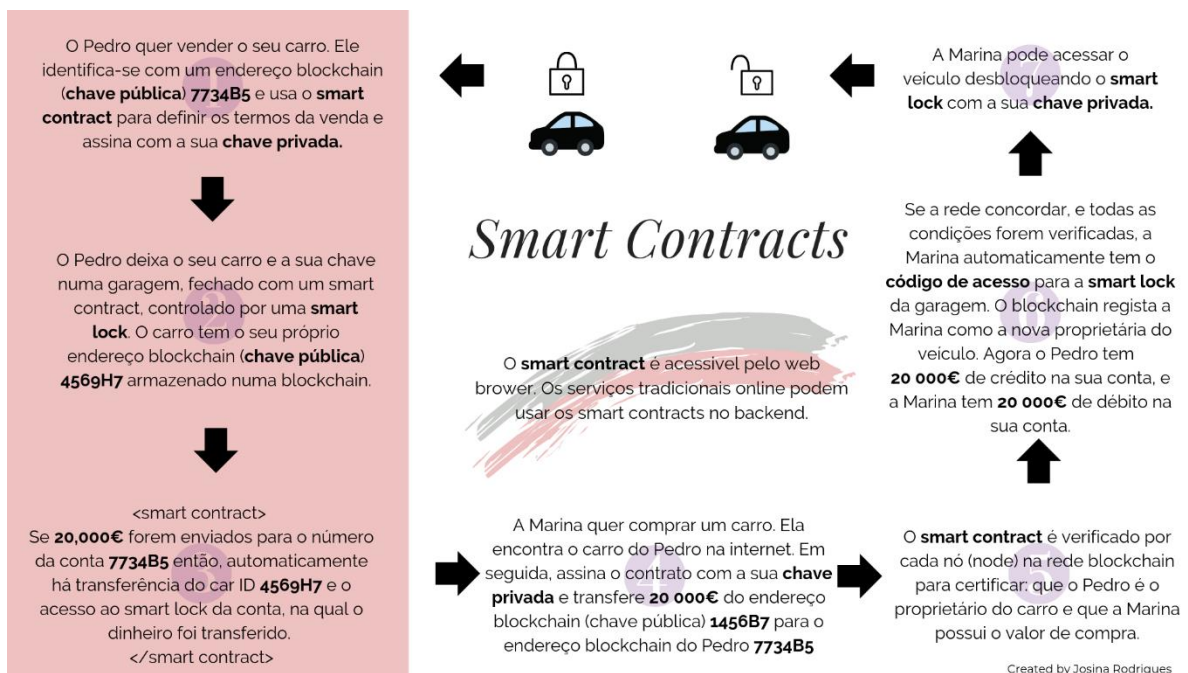 O Pedro quer vender o seu carro. Ele
identifica-se com um endereço blockchain
(chave pública) 7734B5 e usa o smart
contract para definir os termos da venda e
assina com a sua chave privada.
1
O Pedro deixa o seu carro e a sua chave
numa garagem, fechado com um smart
contract, controlado por uma smart
lock. O carro tem o seu próprio
endereço blockchain (chave pública)
4569H7 armazenado numa blockchain.
2
<smart contract>
Se 20,000€ forem enviados para o número
da conta 7734B5 então, automaticamente
há transferência do car ID 4569H7 e o
acesso ao smart lock da conta, na qual o
dinheiro foi transferido.
</smart contract>
3
Smart Contracts
O smart contract é acessivel pelo web
brower. Os serviços tradicionais online podem
usar os smart contracts no backend.
A Marina quer comprar um carro. Ela
encontra o carro do Pedro na internet. Em
seguida, assina o contrato com a sua chave
privada e transfere 20 000€ do endereço
blockchain (chave pública) 1456B7 para o
endereço blockchain do Pedro 7734B5
4
O smart contract é verificado por
cada nó (node) na rede blockchain
para certificar: que o Pedro é o
proprietário do carro e que a Marina
possui o valor de compra.
5
Se a rede concordar, e todas as
condições forem verificadas, a
Marina automaticamente tem o
código de acesso para a smart lock
da garagem. O blockchain regista a
Marina como a nova proprietária do
veiculo. Agora o Pedro tem
20 000€ de crédito na sua conta, e
a Marina tem 20 000€ de débito na
sua conta.
6
A Marina pode acessar o
veiculo desbloqueando o smart
lock com a sua chave privada.
7
Created by Josina Rodrigues